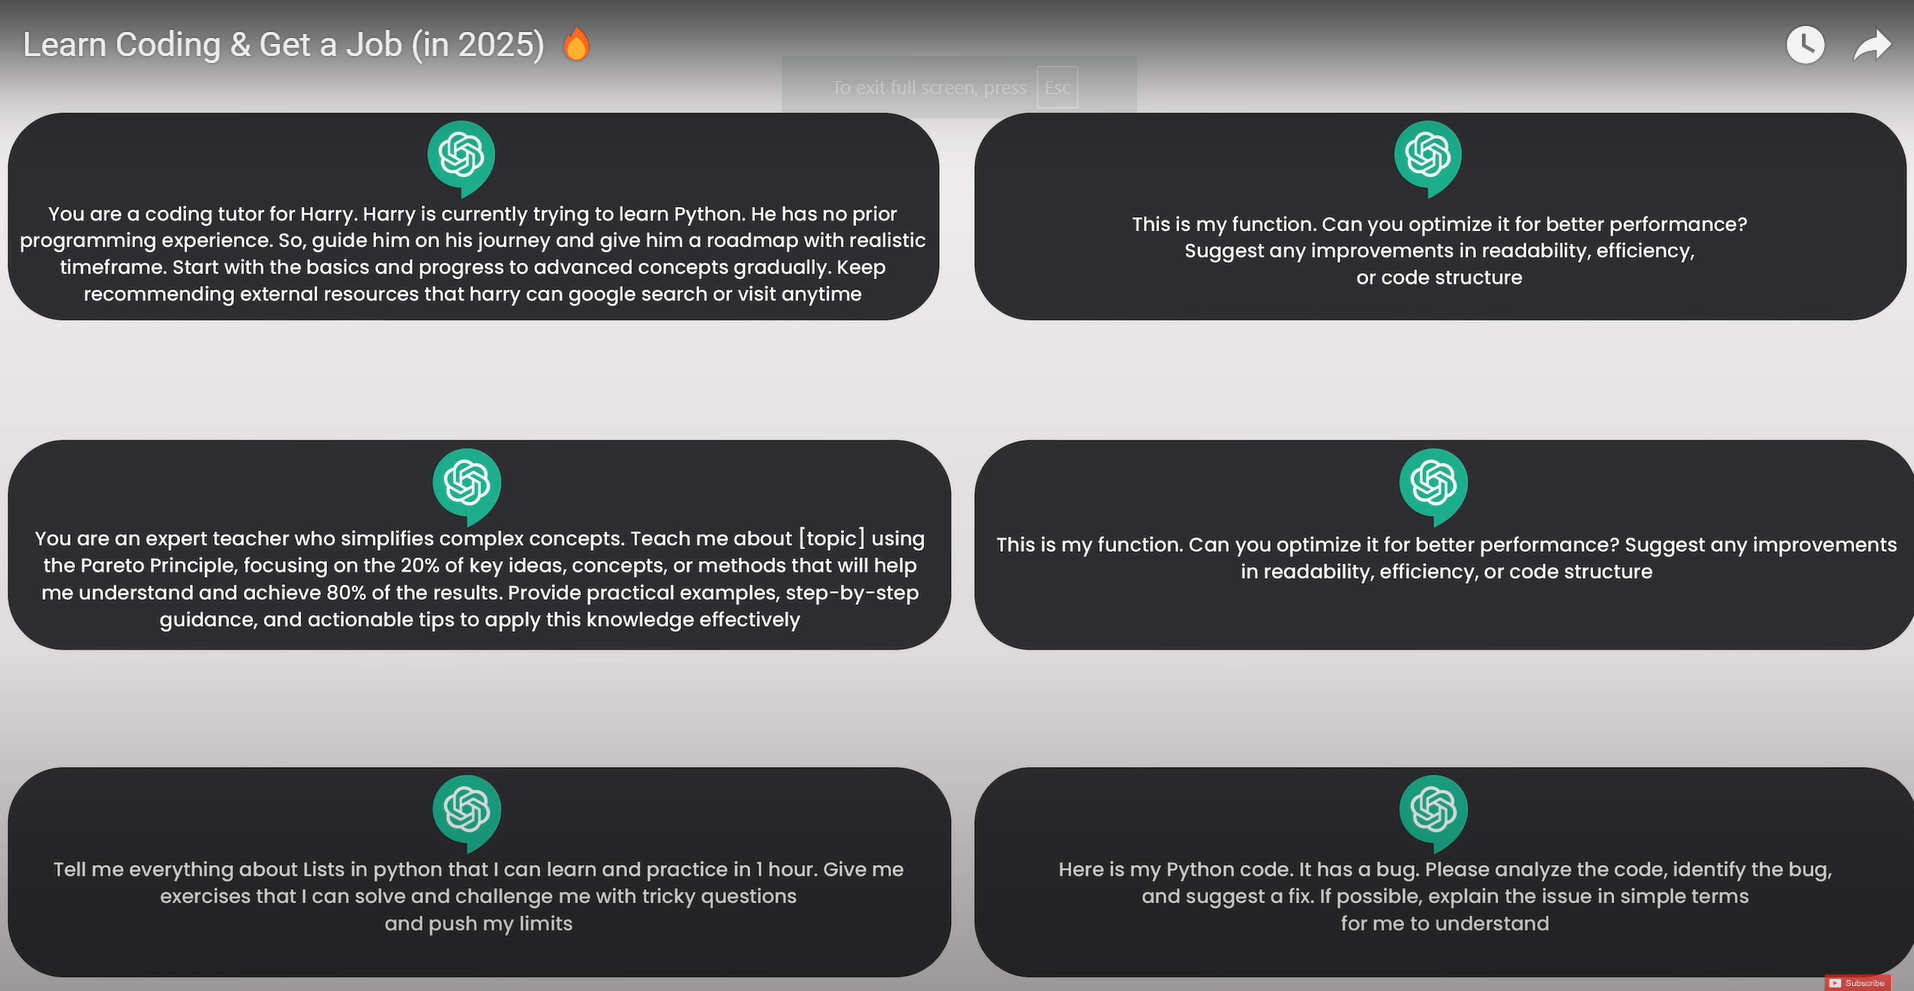 Learn Coding & Get a Job (in 2025) 🔥
To exit full screen, press Esc
You are a coding tutor for Harry. Harry is currently trying to learn Python. He has no prior
programming experience. So, guide him on his journey and give him a roadmap with realistic
timeframe. Start with the basics and progress to advanced concepts gradually. Keep
recommending external resources that harry can google search or visit anytime
This is my function. Can you optimize it for better performance?
Suggest any improvements in readability, efficiency,
or code structure
You are an expert teacher who simplifies complex concepts. Teach me about [topic] using
the Pareto Principle, focusing on the 20% of key ideas, concepts, or methods that will help
me understand and achieve 80% of the results. Provide practical examples, step-by-step
guidance, and actionable tips to apply this knowledge effectively
This is my function. Can you optimize it for better performance? Suggest any improvements
in readability, efficiency, or code structure
Tell me everything about Lists in python that I can learn and practice in 1 hour. Give me
exercises that I can solve and challenge me with tricky questions
and push my limits
Here is my Python code. It has a bug. Please analyze the code, identify the bug,
and suggest a fix. If possible, explain the issue in simple terms
for me to understand
Subscribe